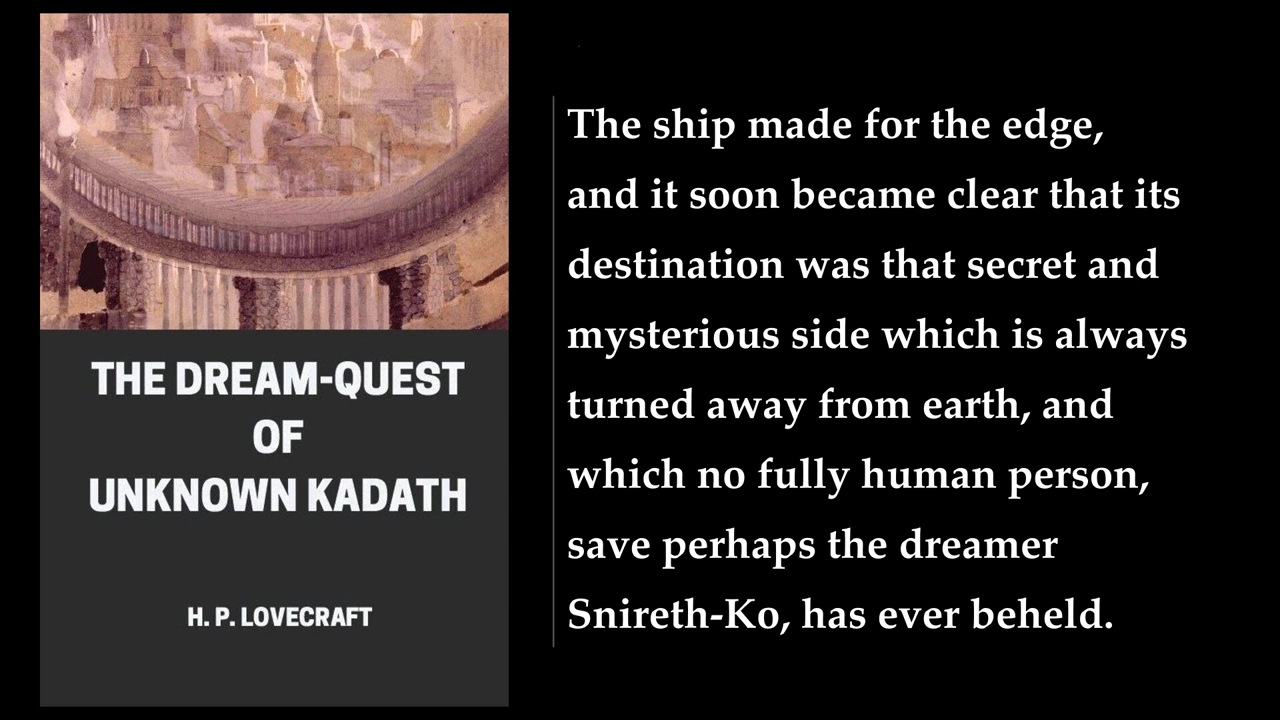 THE DREAM-QUEST
OF
UNKNOWN KADATH
H. P. LOVECRAFT
The ship made for the edge,
and it soon became clear that its
destination was that secret and
mysterious side which is always
turned away from earth, and
which no fully human person,
save perhaps the dreamer
Snireth-Ko, has ever beheld.